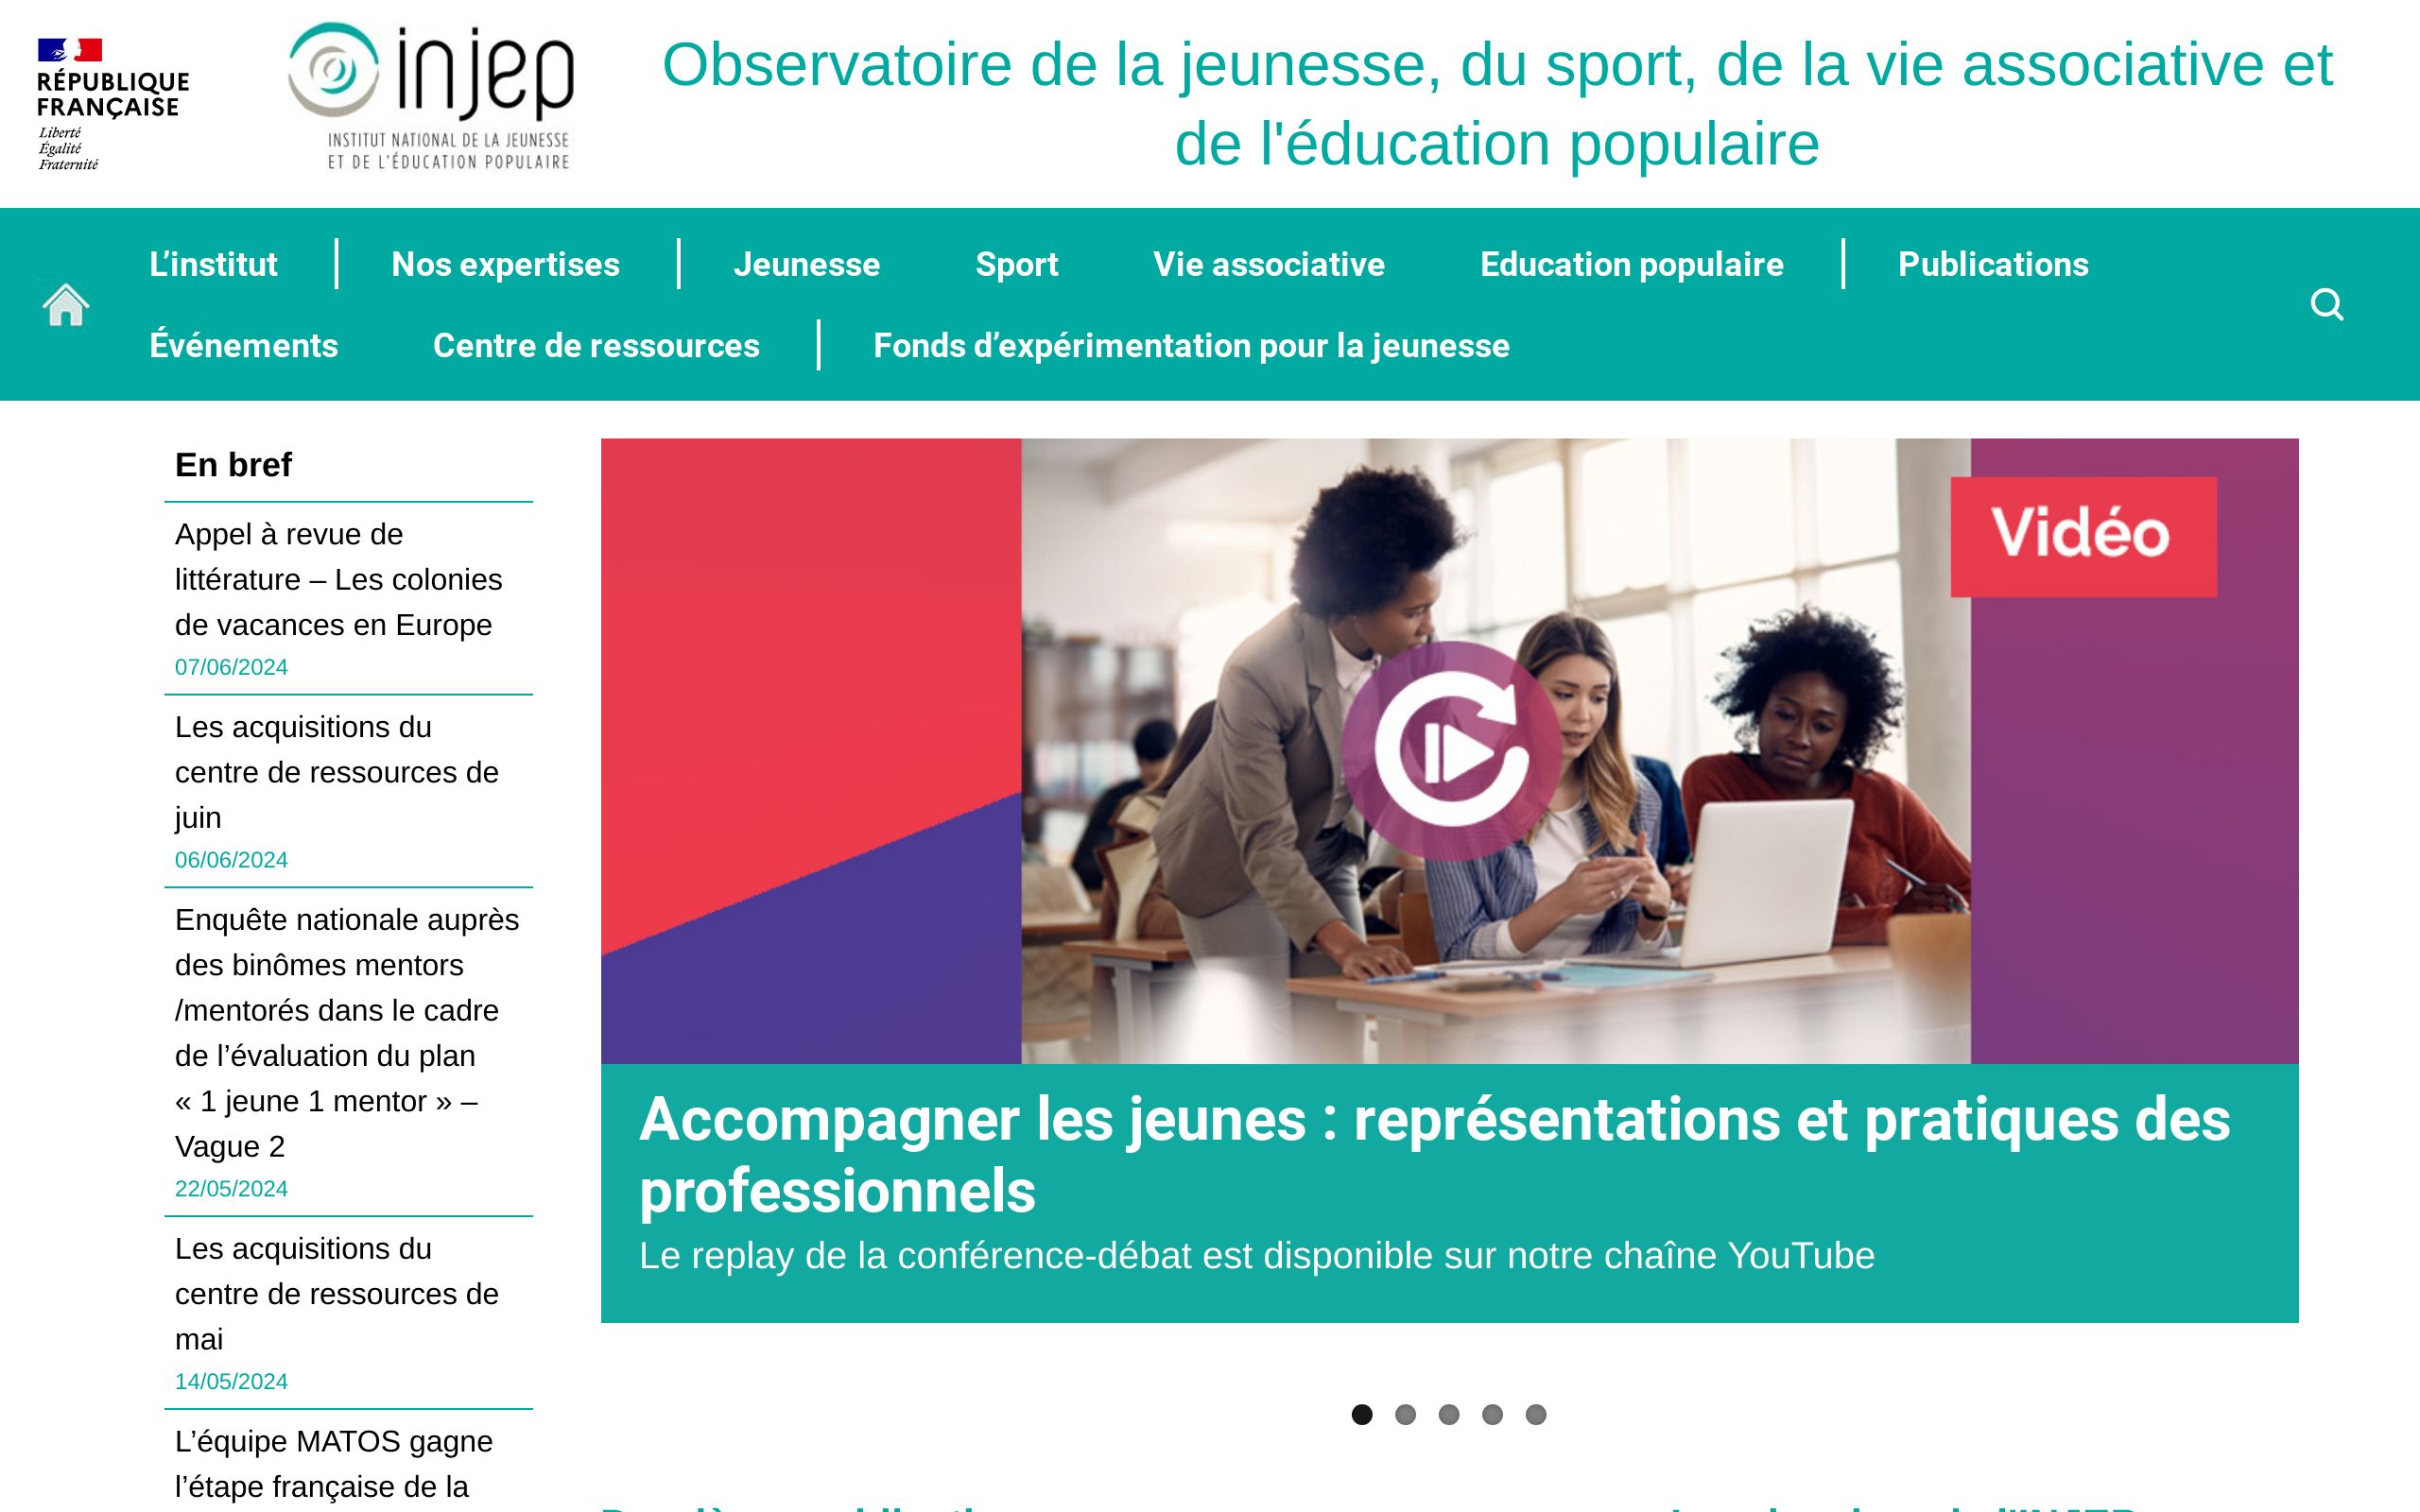 RÉPUBLIQUE
FRANÇAISE
Liberté
Égalité
Fraternité
injep
INSTITUT NATIONAL DE LA JEUNESSE
ET DE L'ÉDUCATION POPULAIRE
Observatoire de la jeunesse, du sport, de la vie associative et
de l'éducation populaire
L’institut
Nos expertises
Jeunesse
Sport
Vie associative
Education populaire
Publications
Événements
Centre de ressources
Fonds d’expérimentation pour la jeunesse
En bref
Appel à revue de
littérature – Les colonies
de vacances en Europe
07/06/2024
Les acquisitions du
centre de ressources de
juin
06/06/2024
Enquête nationale auprès
des binômes mentors
/mentorés dans le cadre
de l’évaluation du plan
« 1 jeune 1 mentor » –
Vague 2
22/05/2024
Les acquisitions du
centre de ressources de
mai
14/05/2024
L’équipe MATOS gagne
l’étape française de la
Vidéo
Accompagner les jeunes : représentations et pratiques des
professionnels
Le replay de la conférence-débat est disponible sur notre chaîne YouTube